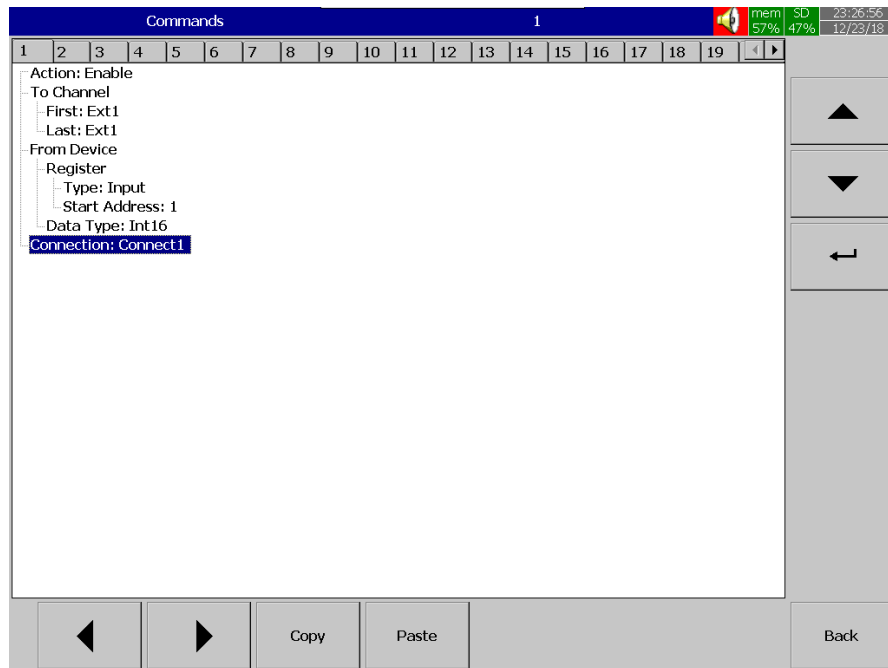 Commands 1 mem 57% SD 47% 23:26:56 12/23/18
1 2 3 4 5 6 7 8 9 10 11 12 13 14 15 16 17 18 19
Action: Enable
To Channel
First: Ext1
Last: Ext1
From Device
Register
Type: Input
Start Address: 1
Data Type: Int16
Connection: Connect1
Copy Paste Back